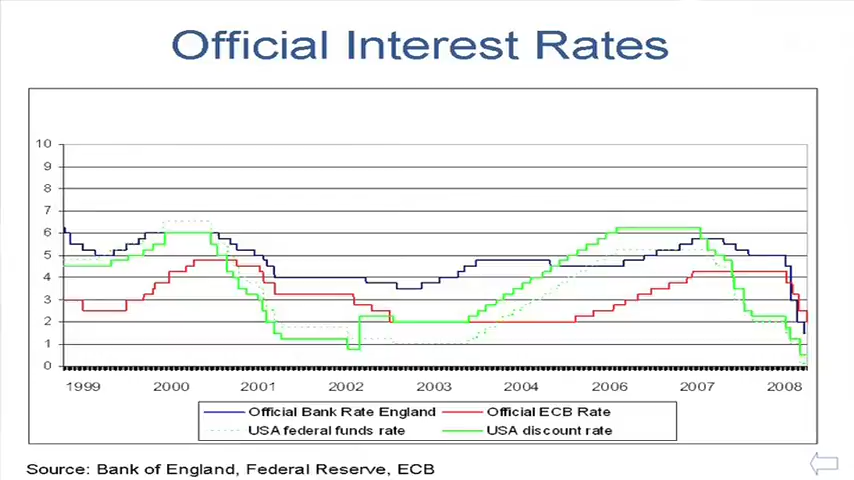 Official Interest Rates
10
9
8
7
6
5
4
3
2
1
0
1999 2000 2001 2002 2003 2004 2006 2007 2008
Official Bank Rate England Official ECB Rate
USA federal funds rate USA discount rate
Source: Bank of England, Federal Reserve, ECB